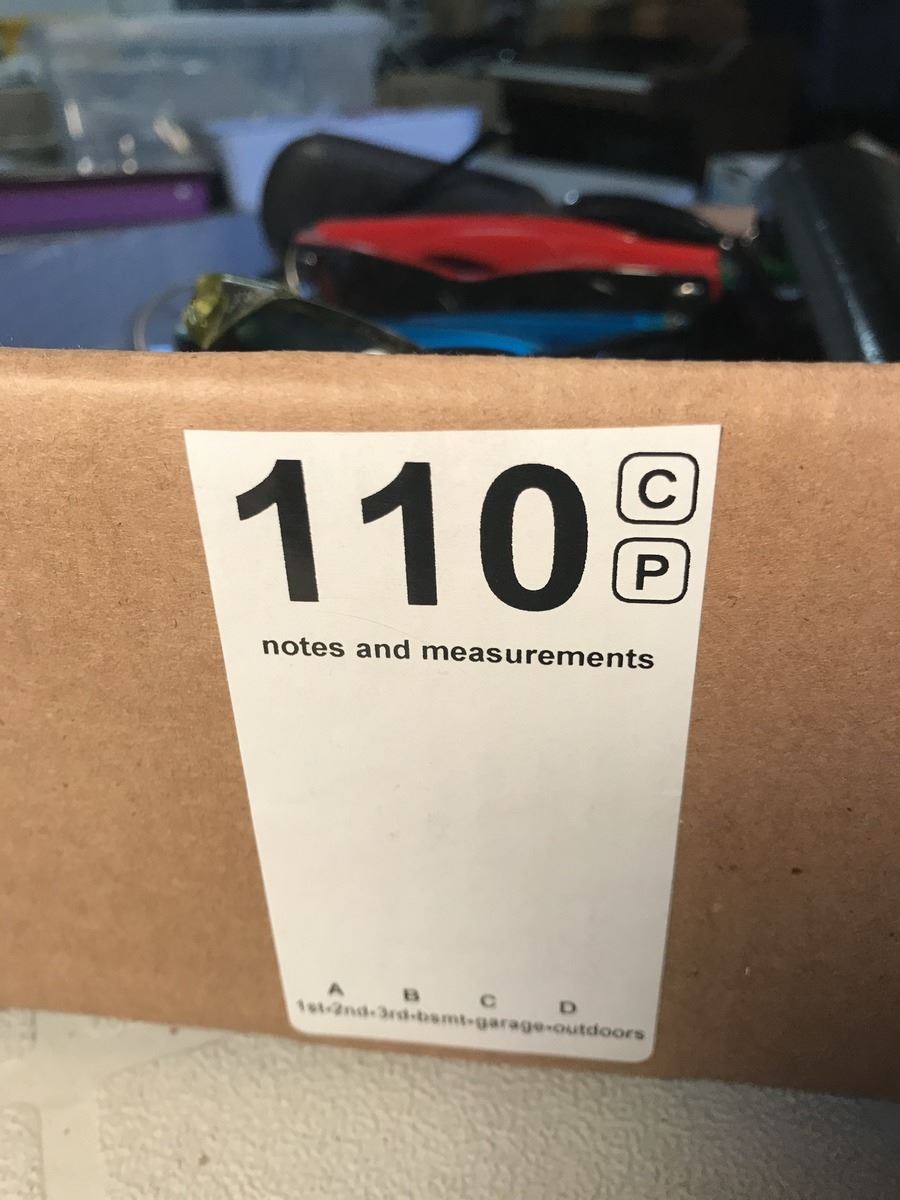 110 C
P
notes and measurements
A B C D
1st-2nd-3rd-bsmt-garage-outdoors